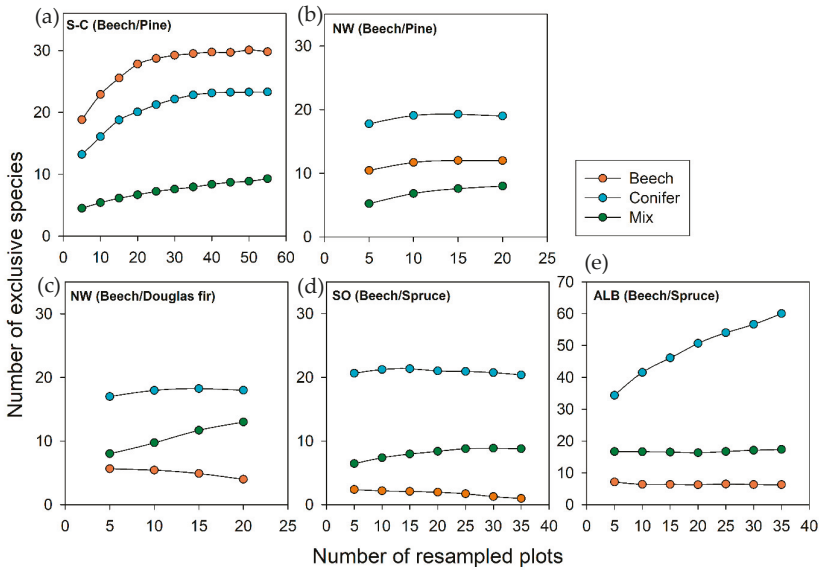 (a)
S-C (Beech/Pine)
30
20
10
0
0 10 20 30 40 50 60
(b)
NW (Beech/Pine)
30
20
10
0
0 5 10 15 20 25
Beech
Conifer
Mix
Number of exclusive species
(c)
NW (Beech/Douglas fir)
30
20
10
0
0 5 10 15 20 25
(d)
SO (Beech/Spruce)
30
20
10
0
0 5 10 15 20 25 30 35 40
(e)
ALB (Beech/Spruce)
70
60
50
40
30
20
10
0
0 5 10 15 20 25 30 35 40
Number of resampled plots